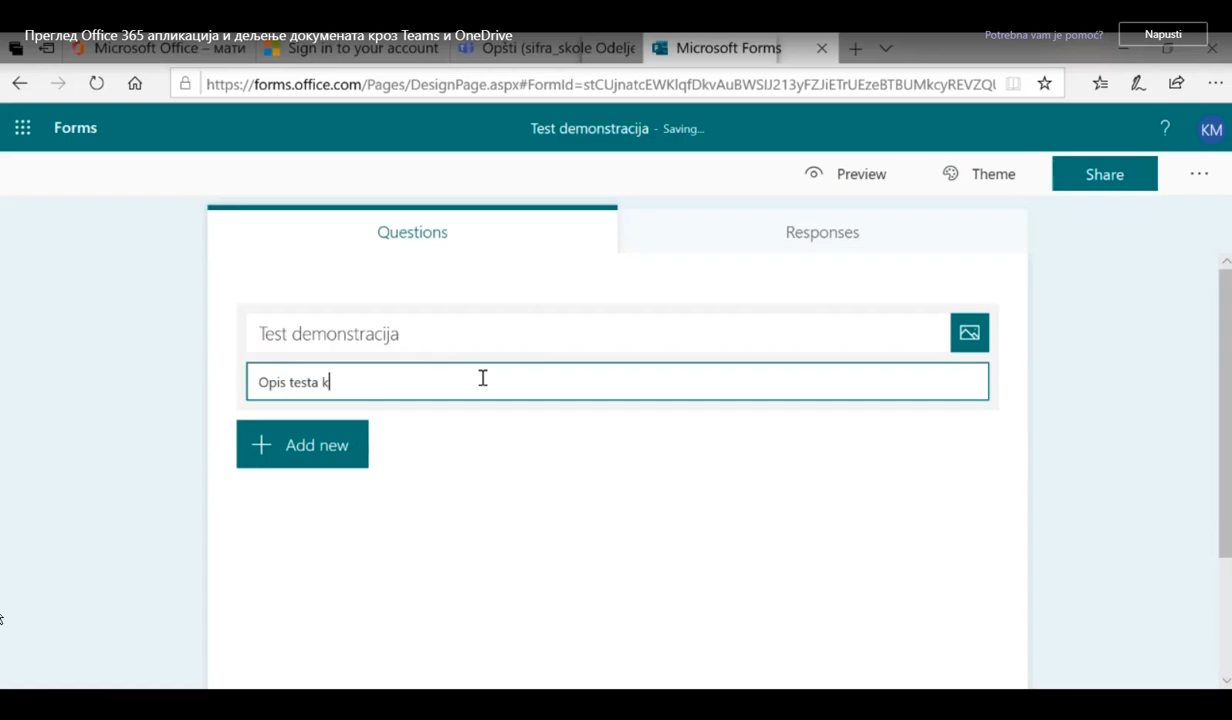 Преглед Office 365 апликација и дељење докумената кроз Teams и OneDrive
Potrebna vam je pomoć?
Napusti
Microsoft Office – мати
Sign in to your account
Opšti (sifra_skole Odelje
Microsoft Forms
https://forms.office.com/Pages/DesignPage.aspx#FormId=stCUjnatcEWKlqfDkvAuBWSIJ213yFZJiETrUEzeBTBUMkcyREVZQU
Forms
Test demonstracija - Saving...
?
KM
Preview
Theme
Share
Questions
Responses
Test demonstracija
Opis testa k
Add new